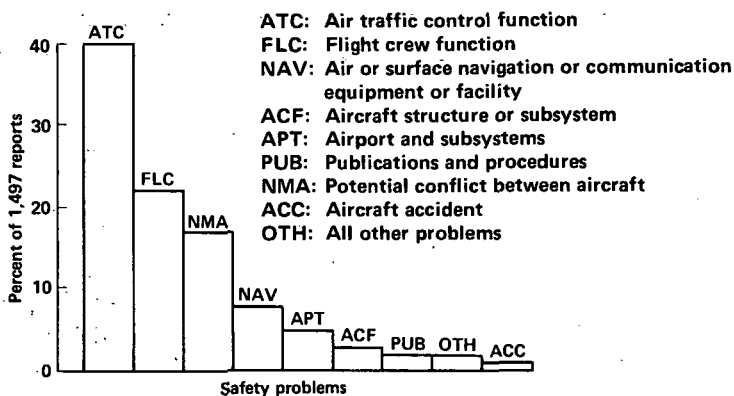 ATC: Air traffic control function
FLC: Flight crew function
NAV: Air or surface navigation or communication
equipment or facility
ACF: Aircraft structure or subsystem
APT: Airport and subsystems
PUB: Publications and procedures
NMA: Potential conflict between aircraft
ACC: Aircraft accident
OTH: All other problems
Percent of 1,497 reports
40
30
20
10
0
ATC
FLC
NMA
NAV
APT
ACF
PUB
OTH
ACC
Safety problems